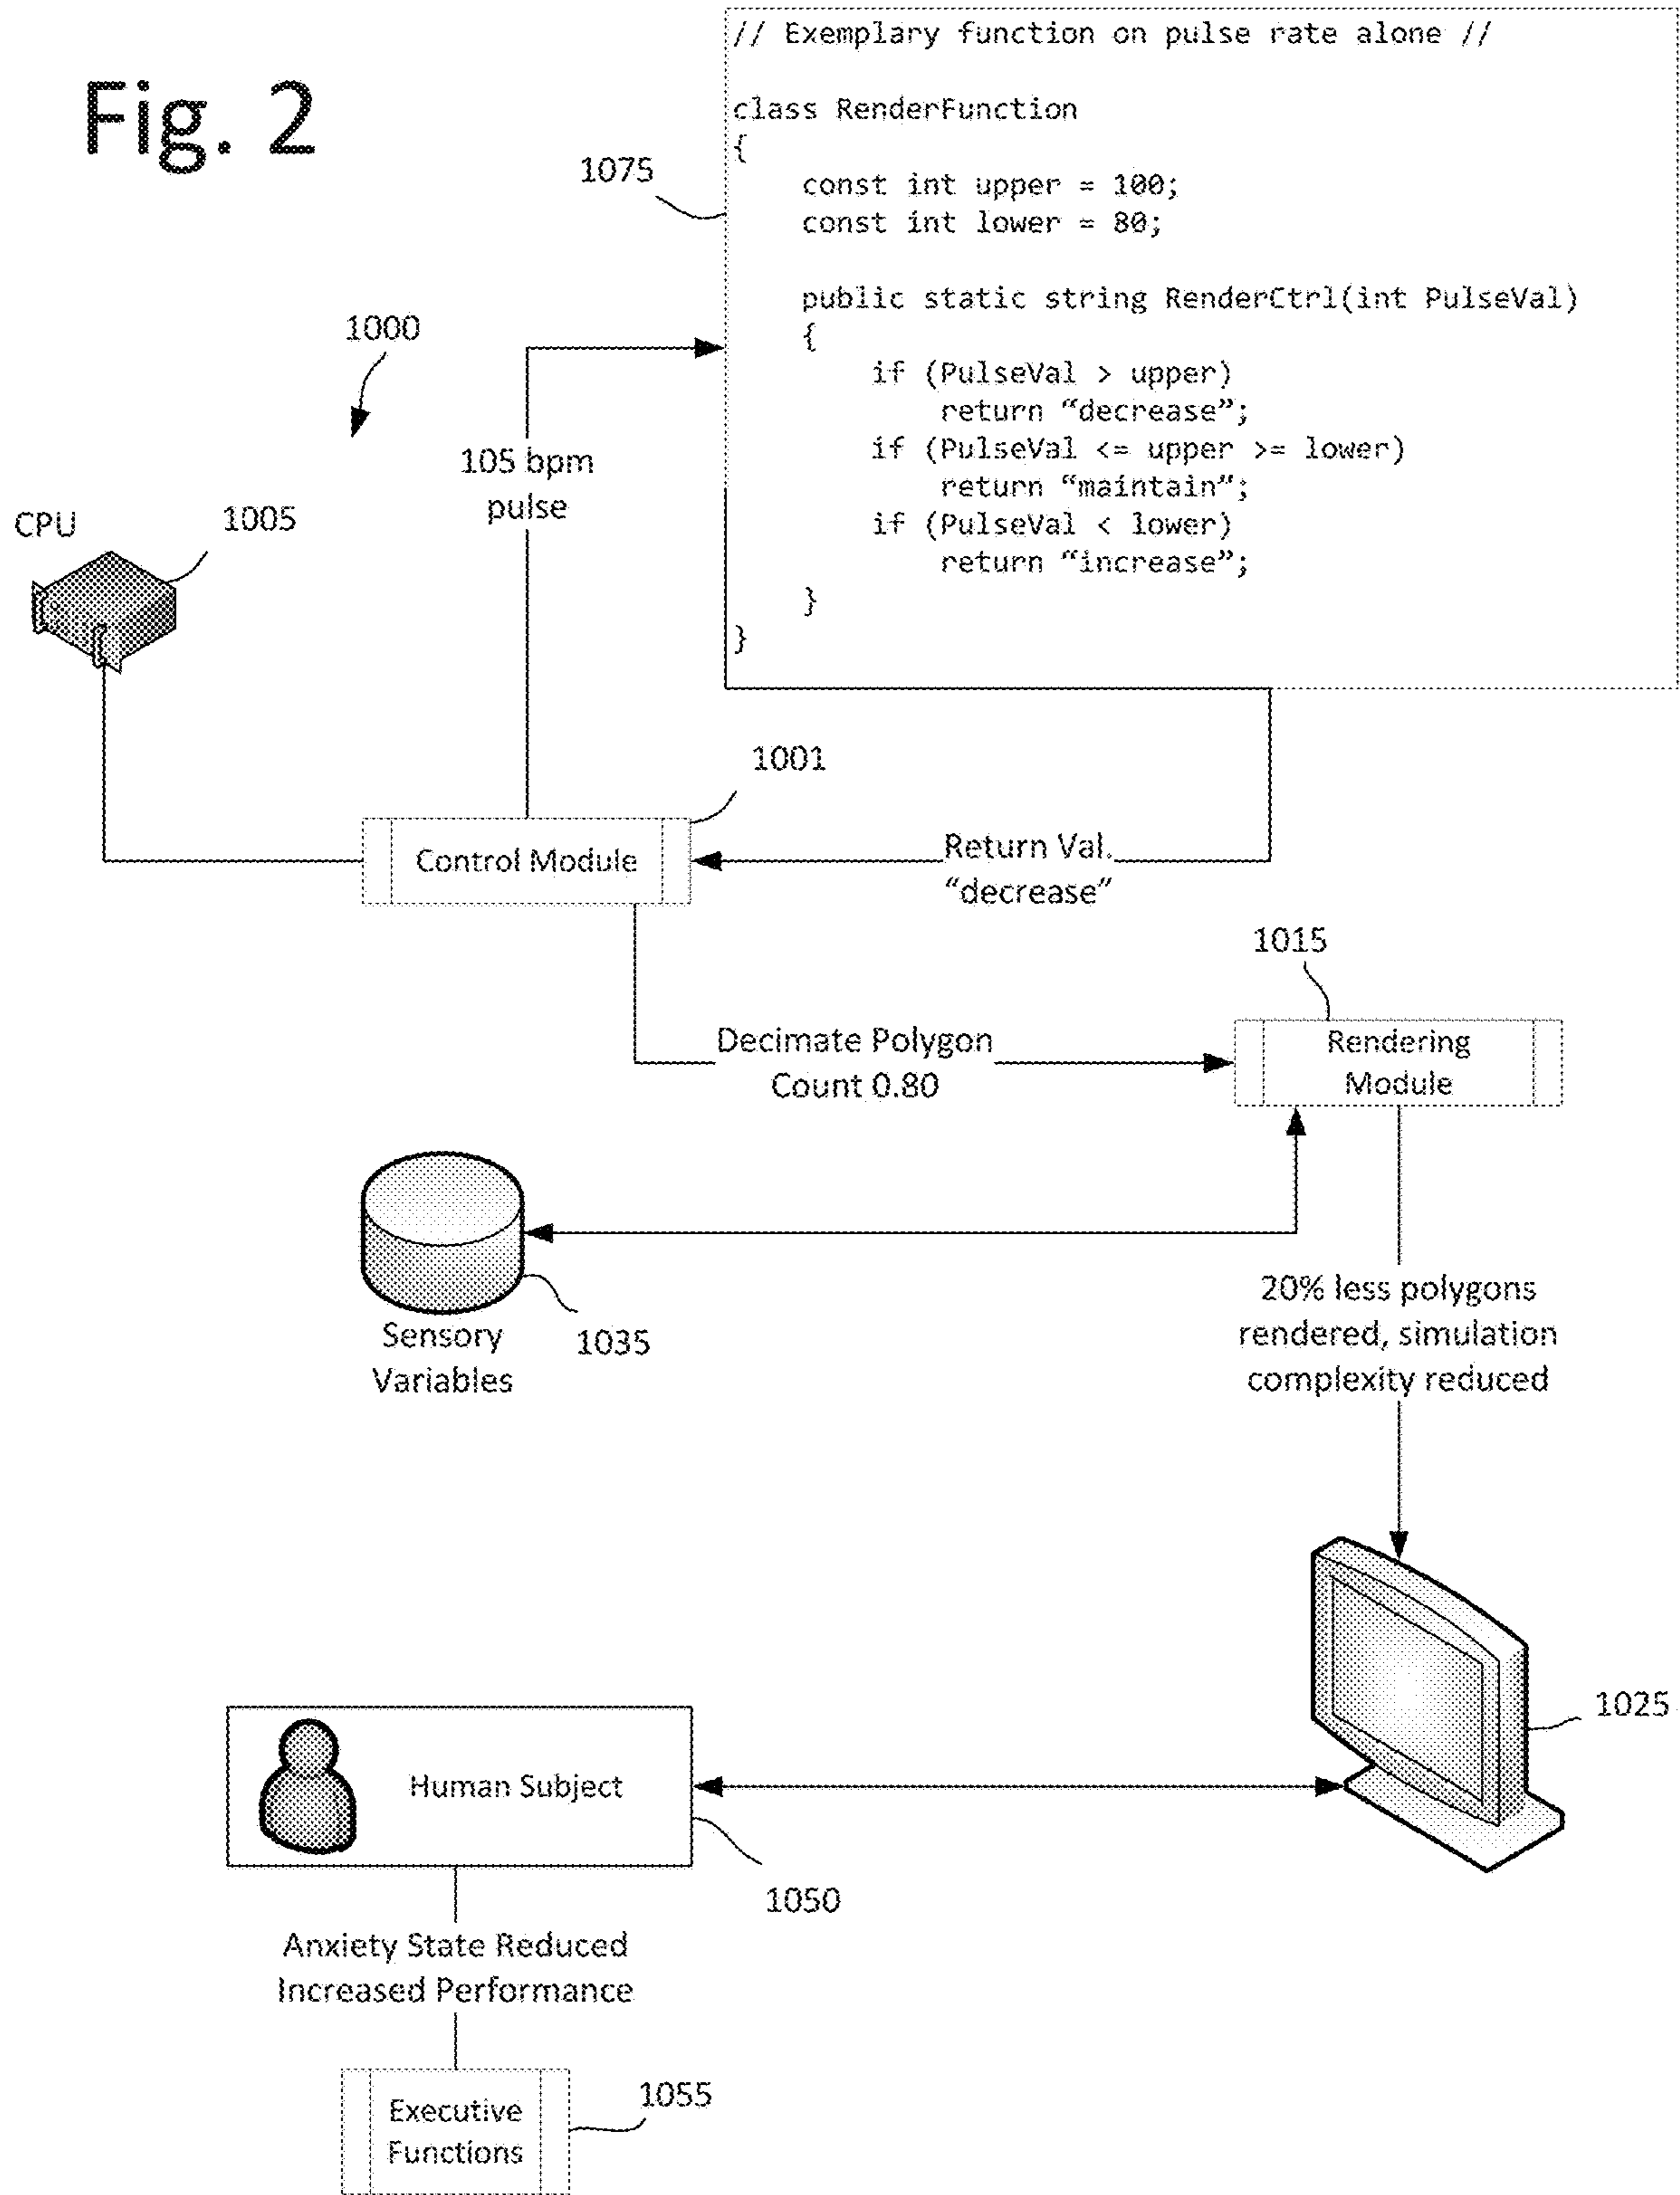 Fig. 2
// Exemplary function on pulse rate alone //
class RenderFunction
{
const int upper = 100;
const int lower = 80;
public static string RenderCtrl(int PulseVal)
{
if (PulseVal > upper)
return “decrease”;
if (PulseVal <= upper >= lower)
return “maintain”;
if (PulseVal < lower)
return “increase”;
}
}
1075
1000
105 bpm
pulse
CPU
1005
1001
Control Module
Return Val.
“decrease”
1015
Decimate Polygon
Count 0.80
Rendering
Module
Sensory
Variables
1035
20% less polygons
rendered, simulation
complexity reduced
1025
Human Subject
1050
Anxiety State Reduced
Increased Performance
Executive
Functions
1055